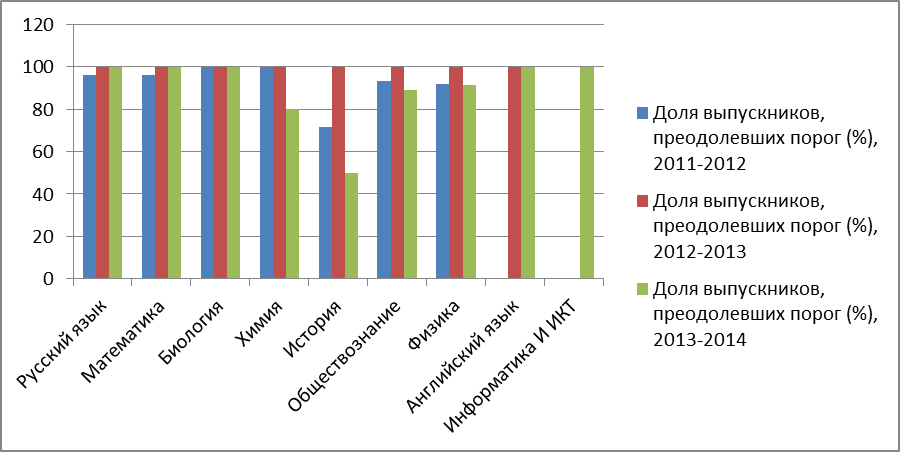 120
100
80
60
40
20
0
Русский язык
Математика
Биология
Химия
История
Обществознание
Физика
Английский язык
Информатика И ИКТ
Доля выпускников,
преодолевших порог (%),
2011-2012
Доля выпускников,
преодолевших порог (%),
2012-2013
Доля выпускников,
преодолевших порог (%),
2013-2014